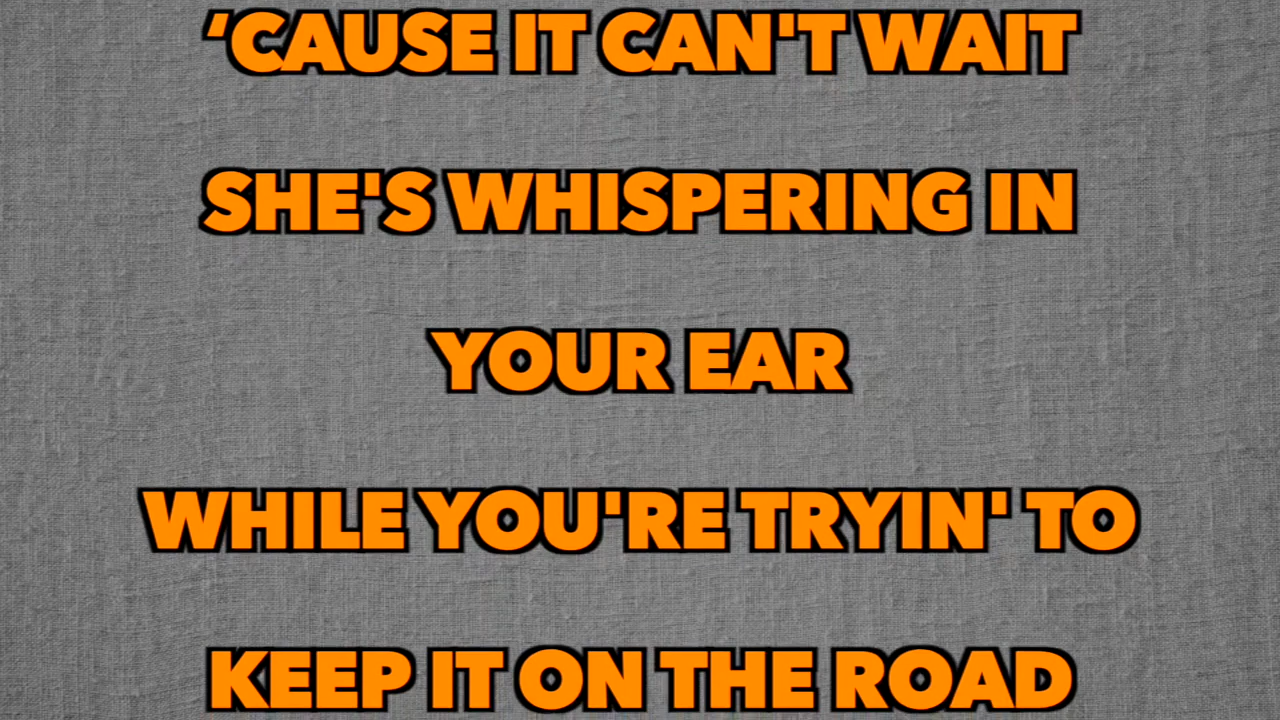 ‘CAUSE IT CAN'T WAIT
SHE'S WHISPERING IN
YOUR EAR
WHILE YOU'RE TRYIN' TO
KEEP IT ON THE ROAD